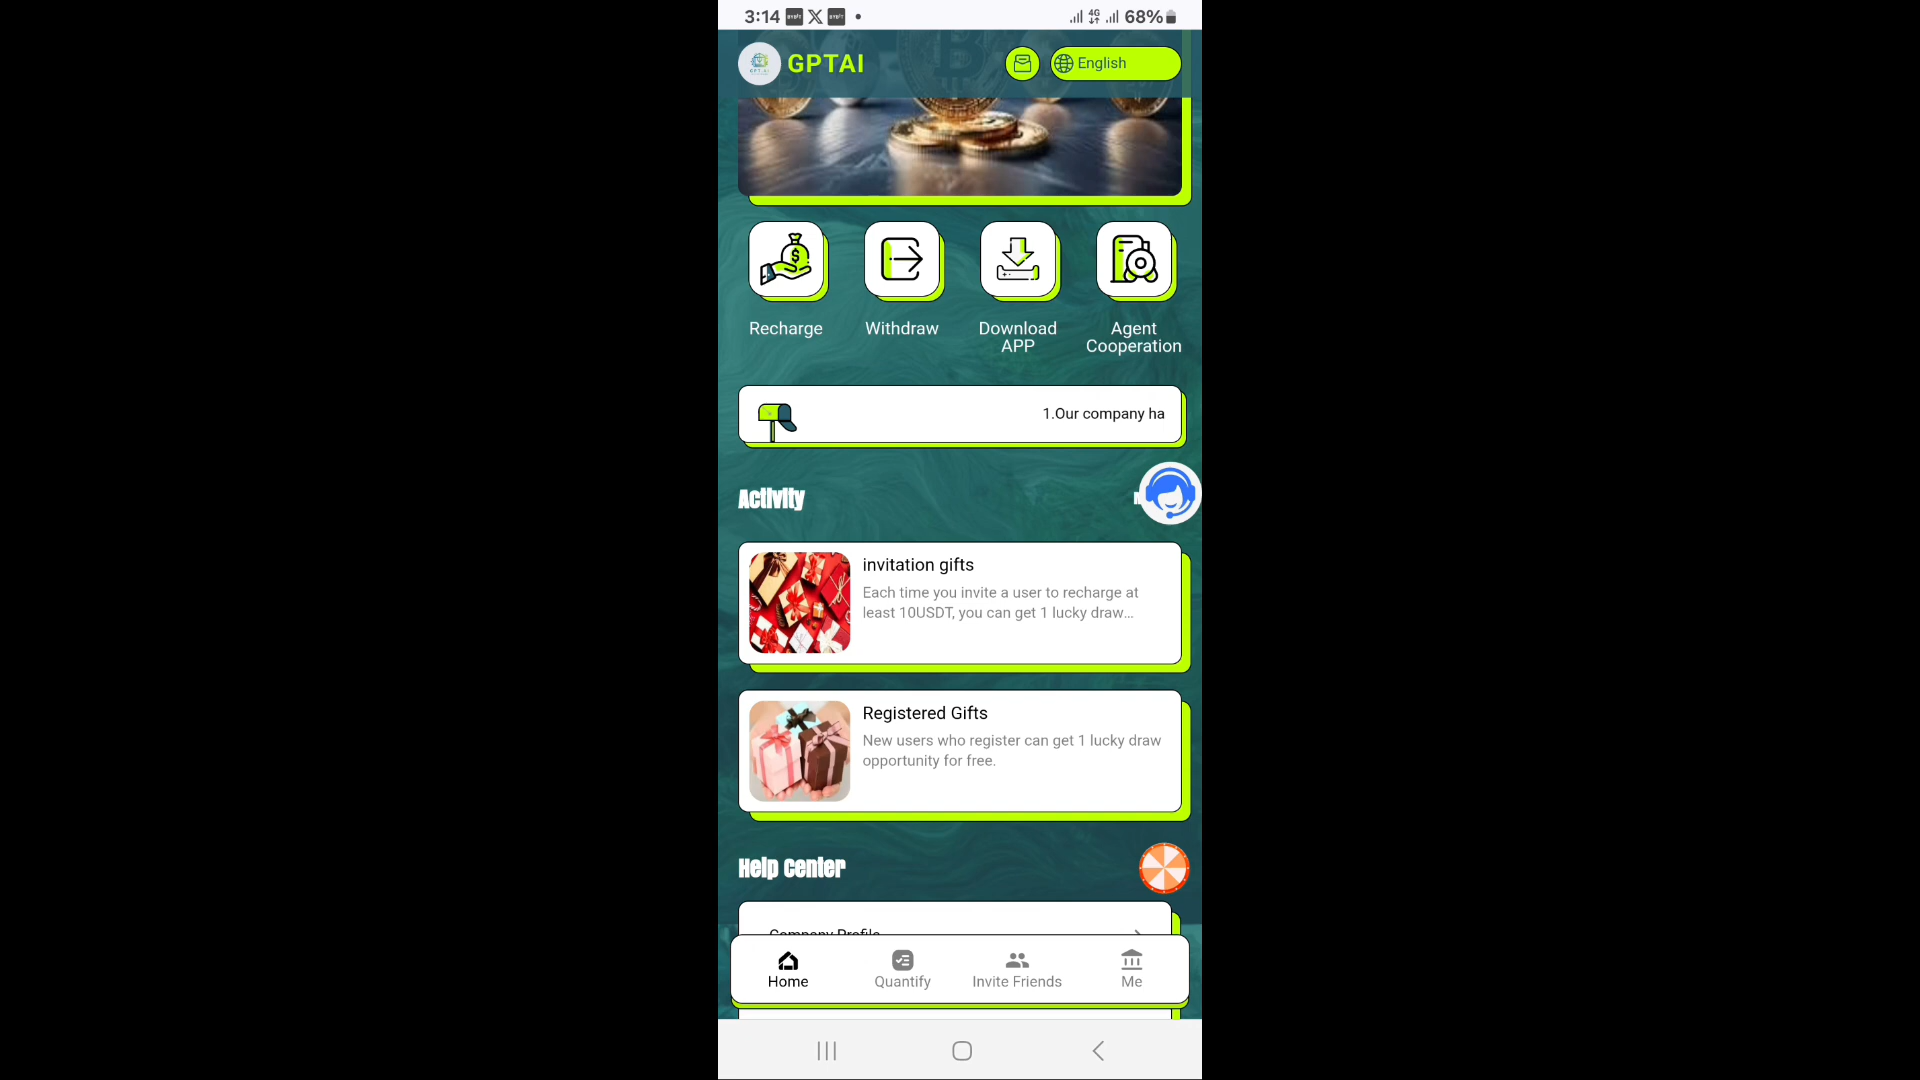 3:14 4G 68%
GPTAI English
Recharge Withdraw Download Agent
APP Cooperation
1.Our company ha
Activity
invitation gifts
Each time you invite a user to recharge at
least 10USDT, you can get 1 lucky draw...
Registered Gifts
New users who register can get 1 lucky draw
opportunity for free.
Help Center
Company Profile
Home Quantify Invite Friends Me